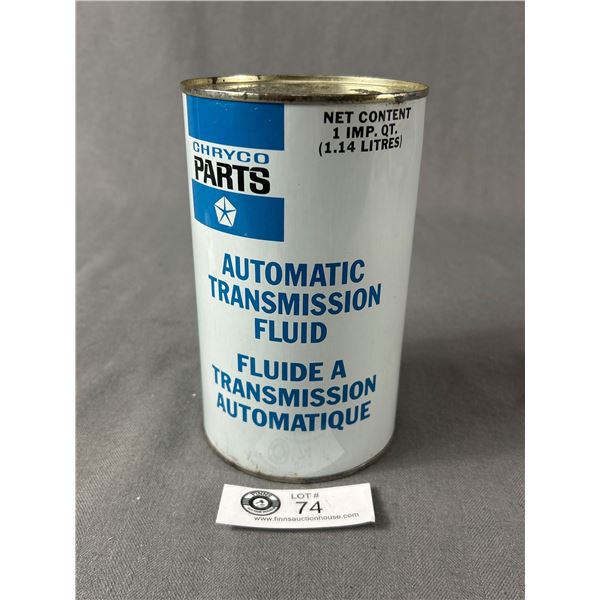 NET CONTENT
1 IMP. QT.
(1.14 LITRES)
CHRYCO
PARTS
AUTOMATIC
TRANSMISSION
FLUID
FLUIDE A
TRANSMISSION
AUTOMATIQUE
FINNS
LOT #
74
www.finnsauctionhouse.com